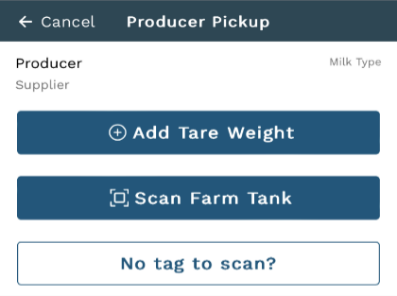 ← Cancel Producer Pickup
Producer Milk Type
Supplier
Add Tare Weight
Scan Farm Tank
No tag to scan?